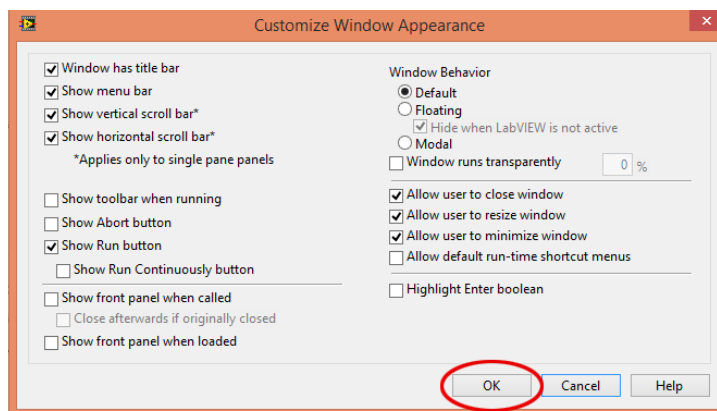 Customize Window Appearance
Window has title bar
Show menu bar
Show vertical scroll bar*
Show horizontal scroll bar*
*Applies only to single pane panels
Show toolbar when running
Show Abort button
Show Run button
Show Run Continuously button
Show front panel when called
Close afterwards if originally closed
Show front panel when loaded
Window Behavior
Default
Floating
Hide when LabVIEW is not active
Modal
Window runs transparently 0 %
Allow user to close window
Allow user to resize window
Allow user to minimize window
Allow default run-time shortcut menus
Highlight Enter boolean
OK Cancel Help